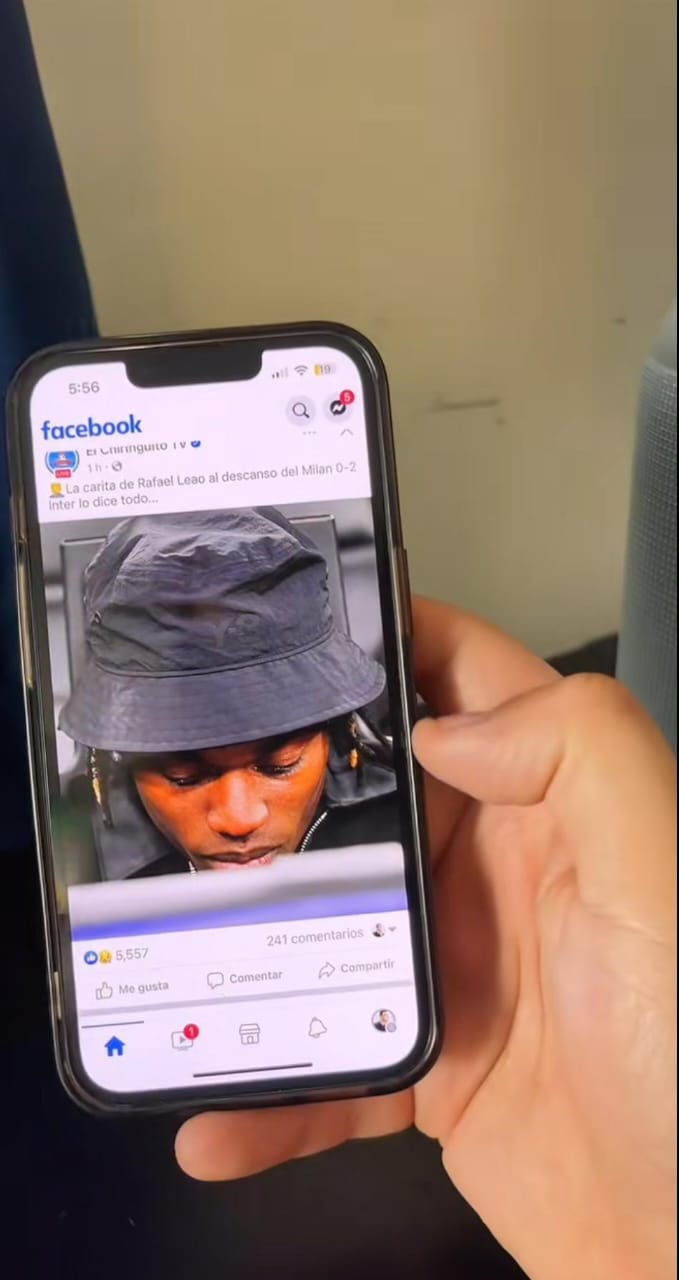 5:56
19
facebook
5
El Chiringuito TV
1 h
La carita de Rafael Leao al descanso del Milan 0-2
inter lo dice todo...
5,557
241 comentarios
Me gusta
Comentar
Compartir
1